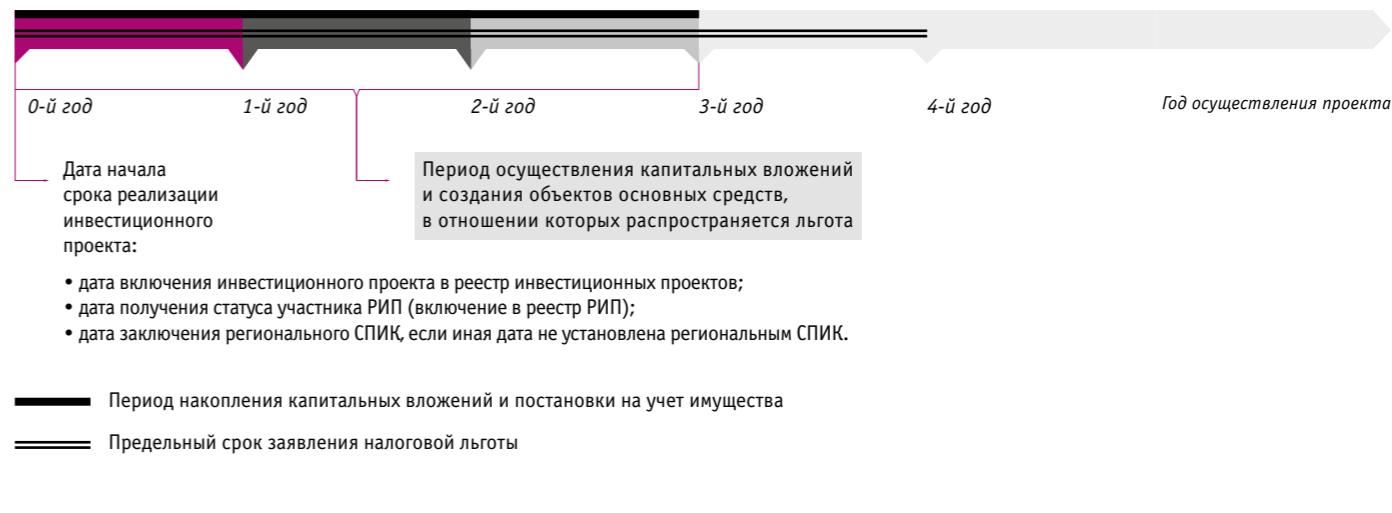 0-й год
1-й год
2-й год
3-й год
4-й год
Год осуществления проекта
Дата начала
срока реализации
инвестиционного
проекта:
Период осуществления капитальных вложений
и создания объектов основных средств,
в отношении которых распространяется льгота
• дата включения инвестиционного проекта в реестр инвестиционных проектов;
• дата получения статуса участника РИП (включение в реестр РИП);
• дата заключения регионального СПИК, если иная дата не установлена региональным СПИК.
Период накопления капитальных вложений и постановки на учет имущества
Предельный срок заявления налоговой льготы